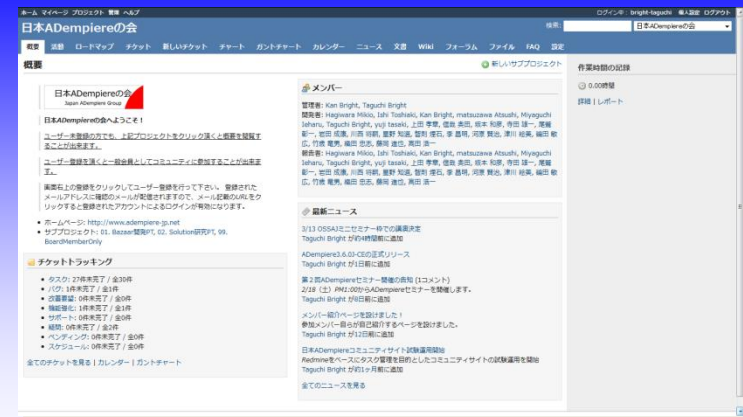 ホーム マイページ プロジェクト 管理 ヘルプ
ログイン中: bright-taguchi 個人設定 ログアウト
日本ADempiereの会
検索:
日本ADempiereの会
概要 活動 ロードマップ チケット 新しいチケット チャート ガントチャート カレンダー ニュース 文書 Wiki フォーラム ファイル FAQ 設定
概要
新しいサブプロジェクト
日本ADempiereの会
Japan ADempiere Group
日本ADempiereの会へようこそ！
ユーザー未登録の方でも、上記プロジェクトをクリック頂くと概要を閲覧す
ることが出来ます。
ユーザー登録を頂くと一般会員としてコミュニティに参加することが出来ま
す。
画面右上の登録をクリックしてユーザー登録を行って下さい。 登録された
メールアドレスに確認のメールが配信されますので、メール記載のURLをク
リックすると登録されたアカウントによるログインが有効になります。
ホームページ: http://www.adempiere-jp.net
サブプロジェクト: 01. Bazaar開発PT, 02. Solution研究PT, 99.
BoardMemberOnly
チケットトラッキング
タスク: 27件未完了 / 全30件
バグ: 1件未完了 / 全1件
改善要望: 0件未完了 / 全0件
機能強化: 1件未完了 / 全1件
サポート: 0件未完了 / 全0件
疑問: 0件未完了 / 全2件
ペンディング: 0件未完了 / 全0件
スケジュール: 0件未完了 / 全0件
全てのチケットを見る | カレンダー | ガントチャート
メンバー
管理者: Kan Bright, Taguchi Bright
開発者: Hagiwara Mikio, Ishi Toshiaki, Kan Bright, matsuzawa Atsushi, Miyaguchi
Ieharu, Taguchi Bright, yuji tasaki,
報告者: Hagiwara Mikio, Ishi Toshiaki, Kan Bright, matsuzawa Atsushi, Miyaguchi
Ieharu, Taguchi Bright, yuji tasaki,
最新ニュース
3/13 OSSAJミニセミナー枠での講演決定
Taguchi Bright が約4時間前に追加
ADempiere3.6.0J-CEの正式リリース
Taguchi Bright が1日前に追加
第２回ADempiereセミナー開催の告知 (1コメント)
2/18（土）PM1:00からADempiereセミナーを開催します。
Taguchi Bright が8日前に追加
メンバー紹介ページを設けました！
参加メンバー自らが自己紹介するページを設けました。
Taguchi Bright が12日前に追加
日本ADempiereコミュニティサイト試験運用開始
Redmineをベースにタスク管理を目的としたコミュニティサイトの試験運用を開始
Taguchi Bright が約1ヶ月前に追加
全てのニュースを見る
作業時間の記録
0.00時間
詳細 | レポート